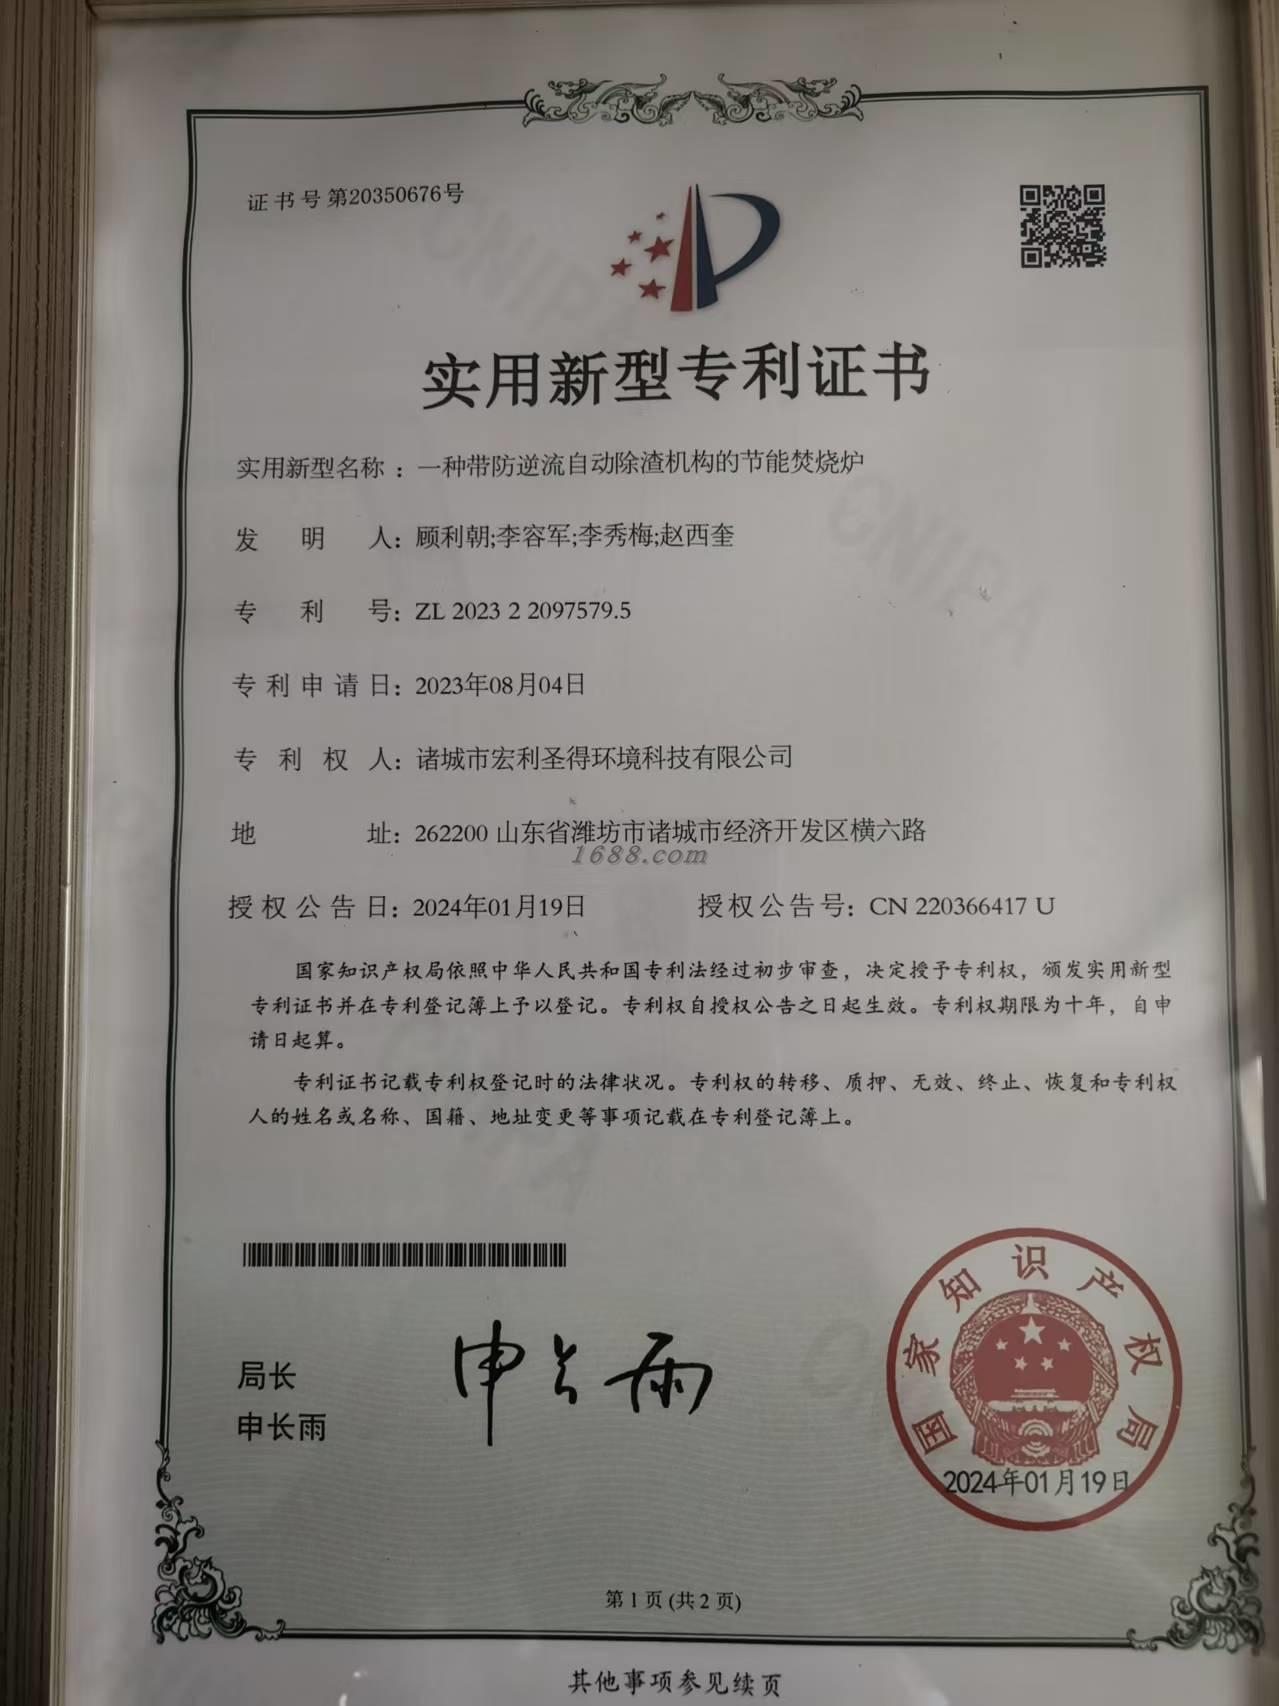 证书号第20350676号
实用新型专利证书
实用新型名称：一种带防逆流自动除渣机构的节能焚烧炉
发明人：顾利朝;李容军;李秀梅;赵西奎
专利号：ZL 2023 2 2097579.5
专利申请日：2023年08月04日
专利权人：诸城市宏利圣得环境科技有限公司
地址：262200 山东省潍坊市诸城市经济开发区横六路
1688.com
授权公告日：2024年01月19日 授权公告号：CN 220366417 U
国家知识产权局依照中华人民共和国专利法经过初步审查，决定授予专利权，颁发实用新型
专利证书并在专利登记簿上予以登记。专利权自授权公告之日起生效。专利权期限为十年，自申
请日起算。
专利证书记载专利权登记时的法律状况。专利权的转移、质押、无效、终止、恢复和专利权
人的姓名或名称、国籍、地址变更等事项记载在专利登记簿上。
局长
申长雨
申长雨
国家知识产权局
2024年01月19日
第 1 页 (共 2 页)
其他事项参见续页
CNIPA
CNIPA
CNIPA